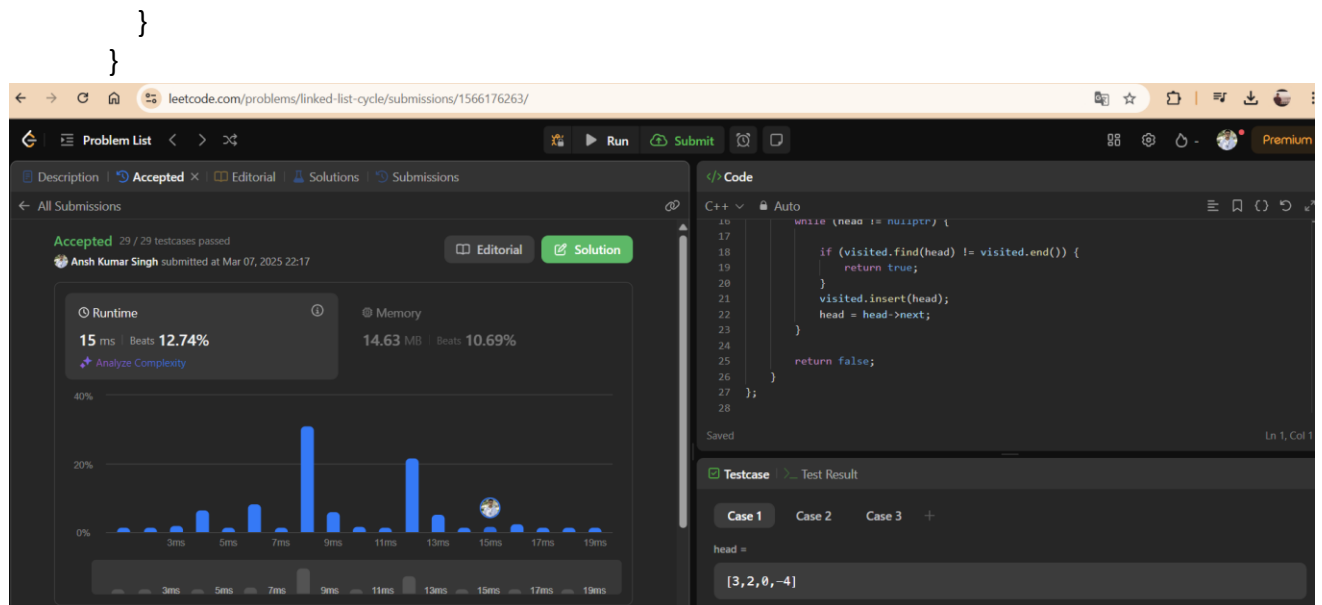 }
}
leetcode.com/problems/linked-list-cycle/submissions/1566176263/
Problem List
Run
Submit
Premium
Description
Accepted
Editorial
Solutions
Submissions
All Submissions
Accepted 29 / 29 testcases passed
Ansh Kumar Singh submitted at Mar 07, 2025 22:17
Editorial
Solution
Runtime
15 ms Beats 12.74%
Analyze Complexity
Memory
14.63 MB Beats 10.69%
40%
20%
0%
3ms 5ms 7ms 9ms 11ms 13ms 15ms 17ms 19ms
3ms 5ms 7ms 9ms 11ms 13ms 15ms 17ms 19ms
</> Code
C++ Auto
16 while (head != nullptr) {
17
18 if (visited.find(head) != visited.end()) {
19 return true;
20 }
21 visited.insert(head);
22 head = head->next;
23 }
24
25 return false;
26 }
27 };
28
Saved Ln 1, Col 1
Testcase >_ Test Result
Case 1 Case 2 Case 3 +
head =
[3,2,0,-4]